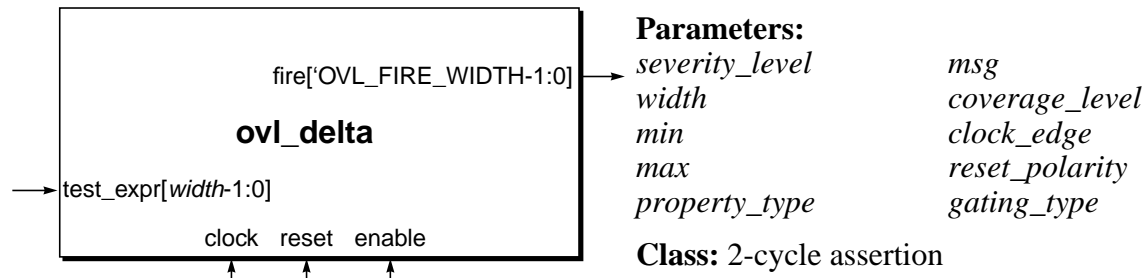 fire[‘OVL_FIRE_WIDTH-1:0]
ovl_delta
test_expr[width-1:0]
clock reset enable
Parameters:
severity_level msg
width coverage_level
min clock_edge
max reset_polarity
property_type gating_type
Class: 2-cycle assertion